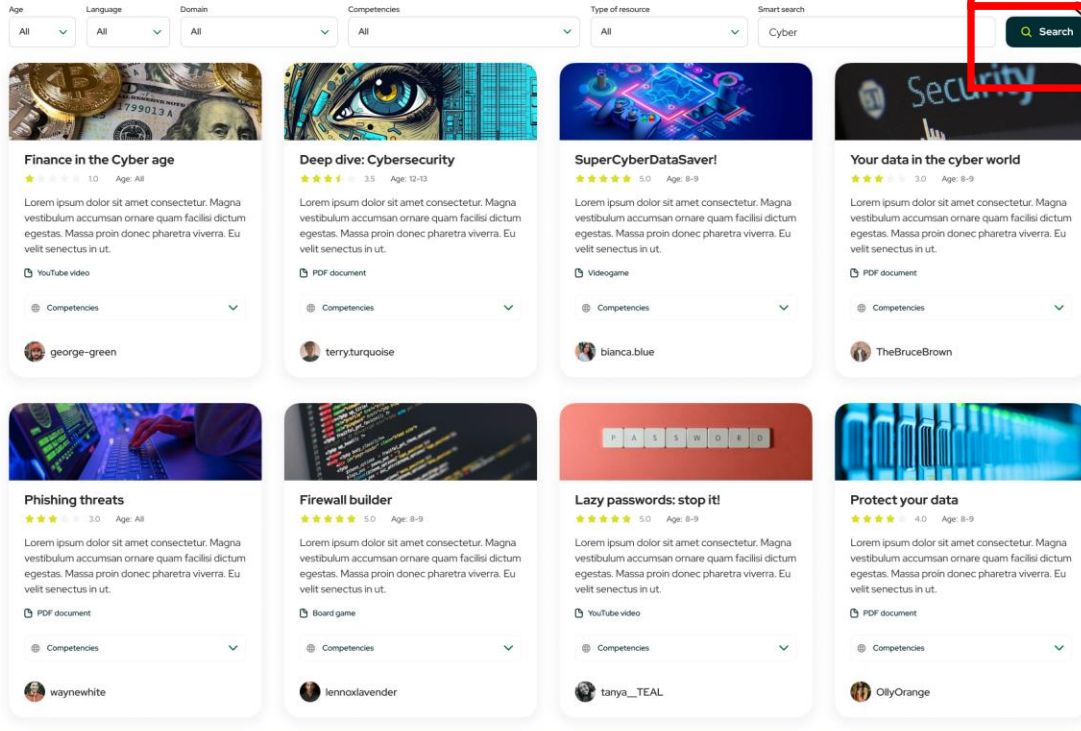 Age Language Domain Competencies Type of resource Smart search
All All All All All Cyber Search
1799013 A
Security
Finance in the Cyber age
1.0 Age: All
Lorem ipsum dolor sit amet consectetur. Magna
vestibulum accumsan ornare quam facilisi dictum
egestas. Massa proin donec pharetra viverra. Eu
velit senectus in ut.
YouTube video
Competencies
george-green
Deep dive: Cybersecurity
3.5 Age: 12-13
Lorem ipsum dolor sit amet consectetur. Magna
vestibulum accumsan ornare quam facilisi dictum
egestas. Massa proin donec pharetra viverra. Eu
velit senectus in ut.
PDF document
Competencies
terry.turquoise
SuperCyberDataSaver!
5.0 Age: 8-9
Lorem ipsum dolor sit amet consectetur. Magna
vestibulum accumsan ornare quam facilisi dictum
egestas. Massa proin donec pharetra viverra. Eu
velit senectus in ut.
Videogame
Competencies
bianca.blue
Your data in the cyber world
3.0 Age: 8-9
Lorem ipsum dolor sit amet consectetur. Magna
vestibulum accumsan ornare quam facilisi dictum
egestas. Massa proin donec pharetra viverra. Eu
velit senectus in ut.
PDF document
Competencies
TheBruceBrown
Phishing threats
3.0 Age: All
Lorem ipsum dolor sit amet consectetur. Magna
vestibulum accumsan ornare quam facilisi dictum
egestas. Massa proin donec pharetra viverra. Eu
velit senectus in ut.
PDF document
Competencies
waynewhite
Firewall builder
5.0 Age: 8-9
Lorem ipsum dolor sit amet consectetur. Magna
vestibulum accumsan ornare quam facilisi dictum
egestas. Massa proin donec pharetra viverra. Eu
velit senectus in ut.
Board game
Competencies
lennoxlavender
PASSWORD
Lazy passwords: stop it!
5.0 Age: 8-9
Lorem ipsum dolor sit amet consectetur. Magna
vestibulum accumsan ornare quam facilisi dictum
egestas. Massa proin donec pharetra viverra. Eu
velit senectus in ut.
YouTube video
Competencies
tanya__TEAL
Protect your data
4.0 Age: 8-9
Lorem ipsum dolor sit amet consectetur. Magna
vestibulum accumsan ornare quam facilisi dictum
egestas. Massa proin donec pharetra viverra. Eu
velit senectus in ut.
PDF document
Competencies
OllyOrange